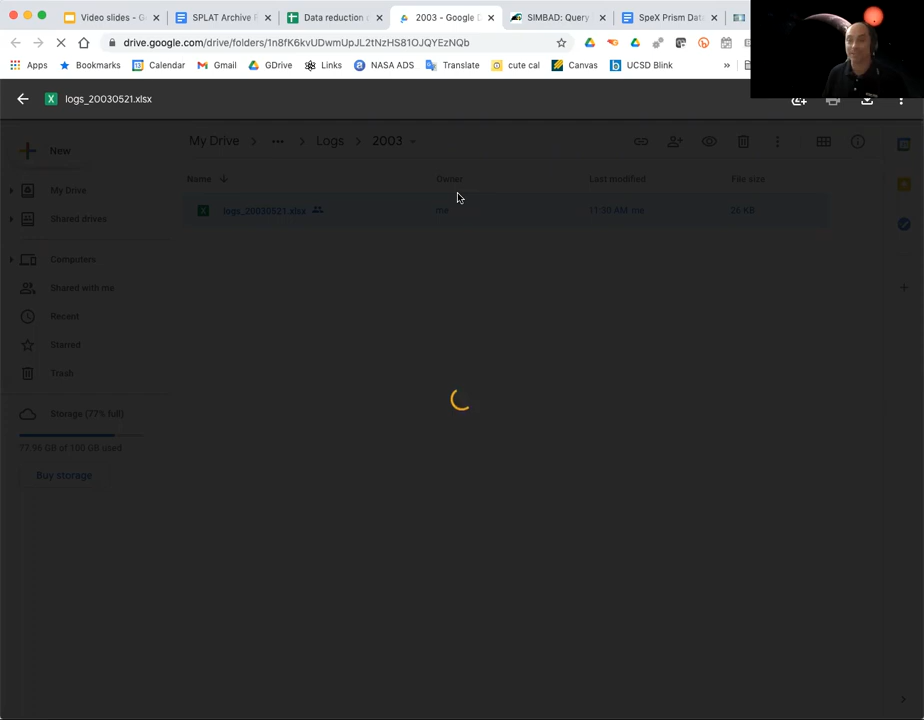 Video slides - G
SPLAT Archive F
Data reduction
2003 - Google D
SIMBAD: Query
SpeX Prism Dat
drive.google.com/drive/folders/1n8fK6kvUDwmUpJL2tNzHS81OJQYEzNQb
Apps Bookmarks Calendar Gmail GDrive Links NASA ADS Translate cute cal Canvas UCSD Blink »
logs_20030521.xlsx
New
My Drive ... Logs 2003
Name Owner Last modified File size
My Drive
logs_20030521.xlsx me 11:30 AM me 26 KB
Shared drives
Computers
Shared with me
Recent
Starred
Trash
Storage (77% full)
77.96 GB of 100 GB used
Buy storage